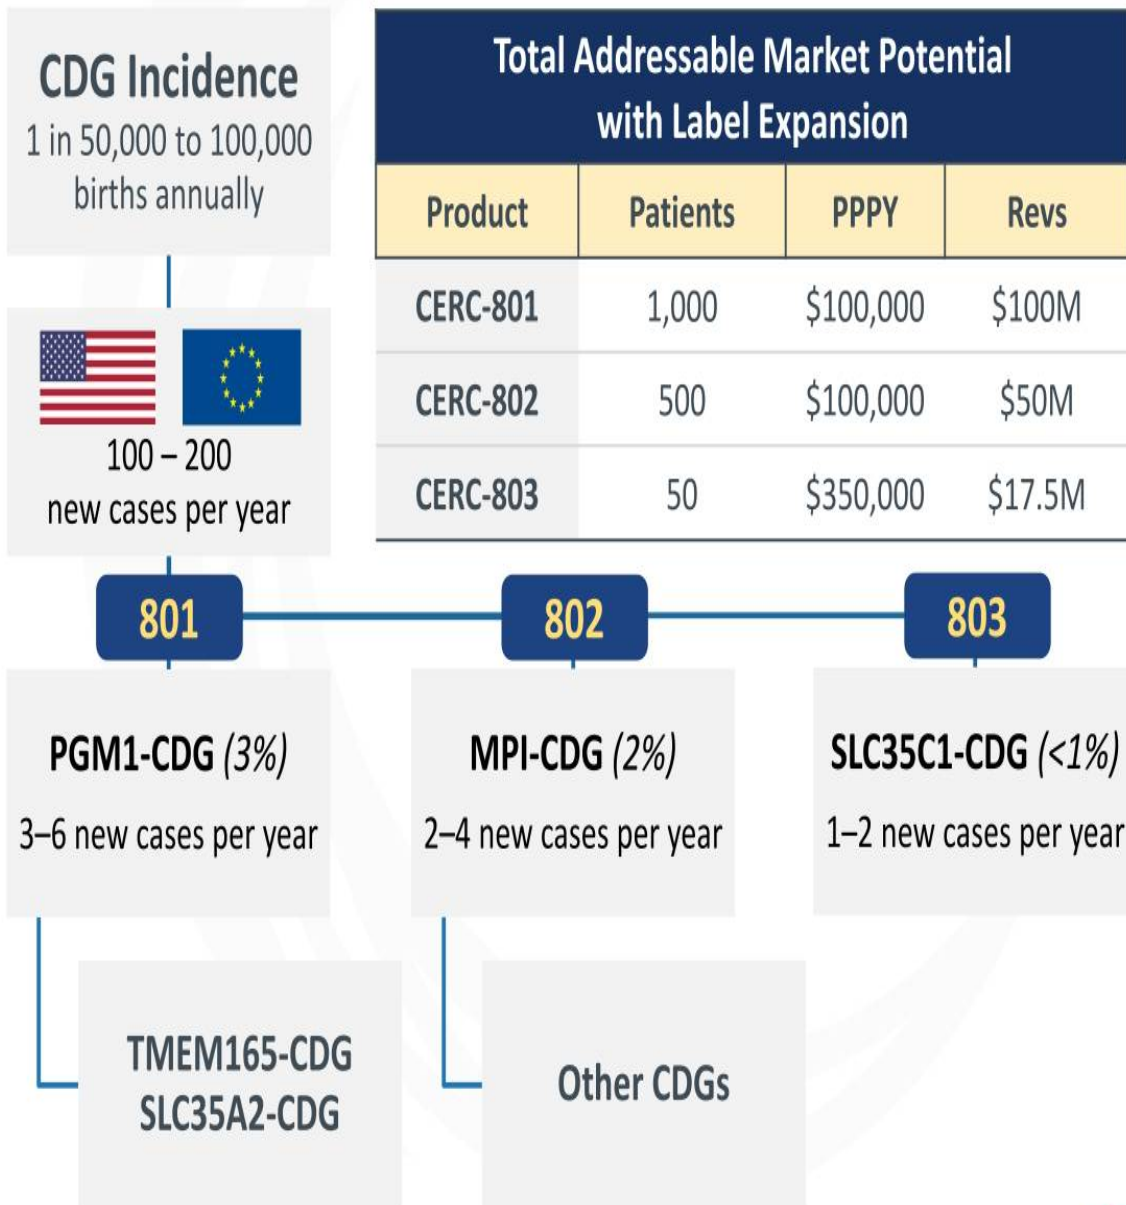 CDG Incidence
1 in 50,000 to 100,000
births annually
Total Addressable Market Potential
with Label Expansion
Product Patients PPPY Revs
CERC-801 1,000 $100,000 $100M
CERC-802 500 $100,000 $50M
CERC-803 50 $350,000 $17.5M
100 – 200
new cases per year
801
802
803
PGM1-CDG (3%)
3–6 new cases per year
MPI-CDG (2%)
2–4 new cases per year
SLC35C1-CDG (<1%)
1–2 new cases per year
TMEM165-CDG
SLC35A2-CDG
Other CDGs